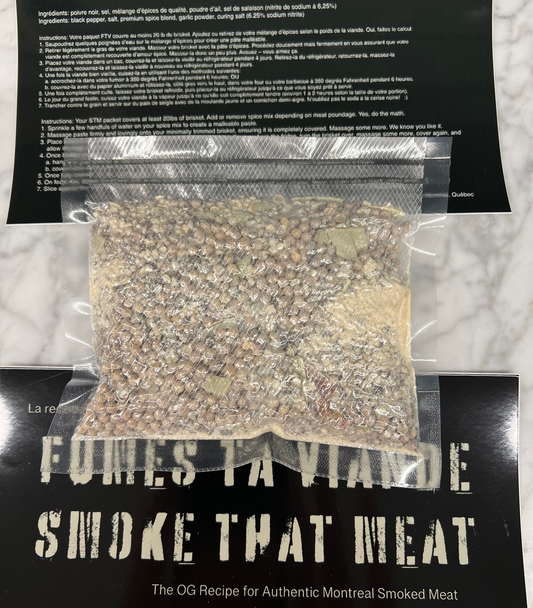 Ingrédients: poivre noir, sel, mélange d'épices de qualité, poudre d'ail, sel de salaison (nitrite de sodium à 6,25%)
Ingredients: black pepper, salt, premium spice blend, garlic powder, curing salt (6.25% sodium nitrite)
Instructions: Votre paquet FTV couvre au moins 20 lb de brisket. Ajoutez ou retirez de votre mélange d'épices selon le poids de la viande. Oui, faites le calcul
1. Saupoudrez quelques poignées d'eau sur le mélange d'épices pour créer une pâte malléable.
2. Retirer légèrement le gras de votre viande. Massez votre brisket avec la pâte d'épices. Procédez doucement mais fermement en vous assurant que votre
viande est complètement recouverte d'amour épicé. Massez-la donc un peu plus. Avouez – vous aimez ça.
3. Placez votre viande dans un bac, couvrez-la et laissez-la vieillir au réfrigérateur pendant 4 jours. Retirez-la du réfrigérateur, retournez-la, massez-la
d'avantage, recouvrez-la et laissez-la vieillir à nouveau au réfrigérateur pendant 4 jours.
4. Une fois la viande bien vieillie, cuisez-la en utilisant l'une des méthodes suivantes:
a. accrochez-la dans votre fumoir à 350 degrés Fahrenheit pendant 6 heures; OU
b. couvrez-la avec du papier aluminium et rôtissez-la, côté gras vers le haut, dans votre four ou votre barbecue à 350 degrés Fahrenheit pendant 6 heures.
5. Une fois complètement cuite, laissez votre brisket refroidir, puis placez-la au réfrigérateur jusqu'à ce que vous soyez prêt à servir.
6. Le jour du grand festin, cuisez votre viande à la vapeur jusqu'à ce qu'elle soit complètement tendre (environ 1 à 2 heures selon la taille de votre portion).
7. Trancher contre le grain et servir sur du pain de seigle avec de la moutarde jaune et un cornichon demi-aigre. N'oubliez pas le soda à la cerise noire! :)
Instructions: Your STM packet covers at least 20lbs of brisket. Add or remove spice mix depending on meat poundage. Yes, do the math.
1. Sprinkle a few handfuls of water on your spice mix to create a malleable paste.
2. Massage paste firmly and onto your minimally trimmed brisket, ensuring it is completely covered. Massage some more. We know you like it.
3. Place massage some more, cover again, and
allow
4. Once
a. hang
b. cov
5. Once
6. On
7. Slice
, Québec
La
FUMES TA VIANDE
SMOKE THAT MEAT
The OG Recipe for Authentic Montreal Smoked Meat